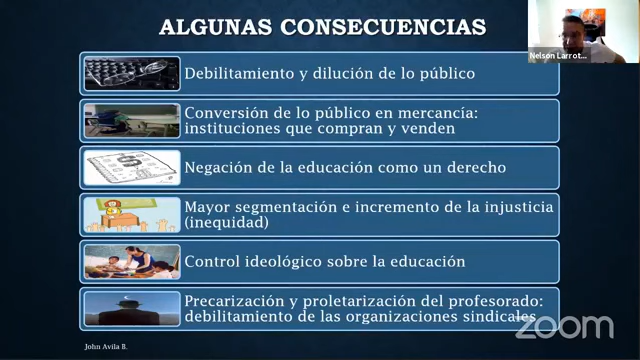 ALGUNAS CONSECUENCIAS
Nelson Larrot...
Debilitamiento y dilución de lo público
Conversión de lo público en mercancía:
instituciones que compran y venden
Negación de la educación como un derecho
Mayor segmentación e incremento de la injusticia
(inequidad)
Control ideológico sobre la educación
Precarización y proletarización del profesorado:
debilitamiento de las organizaciones sindicales
zoom
John Avila B.